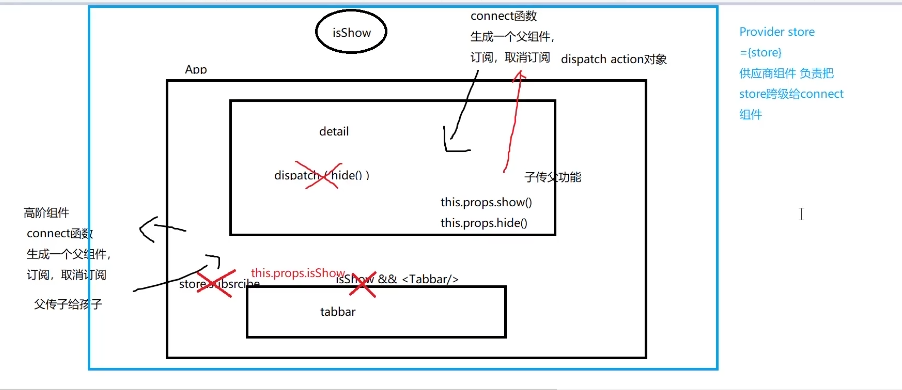 isShow
connect函数
生成一个父组件，
订阅，取消订阅
dispatch action对象
Provider store
={store}
供应商组件 负责把
store跨级给connect
组件
App
detail
dispatch ( hide() )
子传父功能
this.props.show()
this.props.hide()
高阶组件
connect函数
生成一个父组件，
订阅，取消订阅
父传子给孩子
store.subsrcibe
this.props.isShow
isShow && <Tabbar/>
tabbar